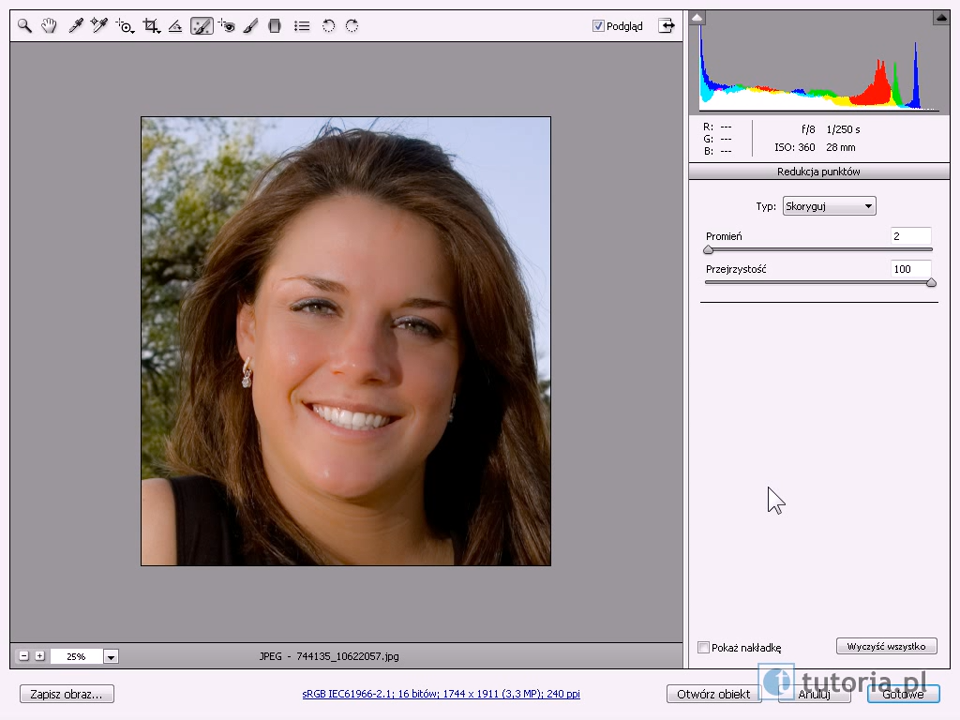 Podgląd
R: ---
G: ---
B: ---
f/8 1/250 s
ISO: 360 28 mm
Redukcja punktów
Typ: Skoryguj
Promień 2
Przejrzystość 100
Pokaż nakładkę
Wyczyść wszystko
25%
JPEG - 744135_10622057.jpg
Zapisz obraz...
sRGB IEC61966-2.1; 16 bitów; 1744 x 1911 (3,3 MP); 240 ppi
Otwórz obiekt
Anuluj
Gotowe
t tutoria.pl